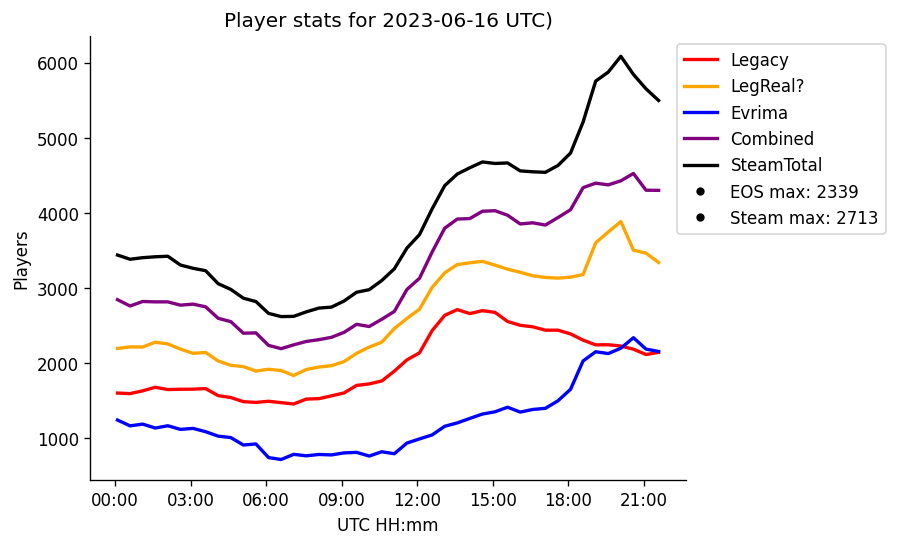 Player stats for 2023-06-16 UTC)
Players
6000
5000
4000
3000
2000
1000
00:00
03:00
06:00
09:00
12:00
15:00
18:00
21:00
UTC HH:mm
Legacy
LegReal?
Evrima
Combined
SteamTotal
EOS max: 2339
Steam max: 2713